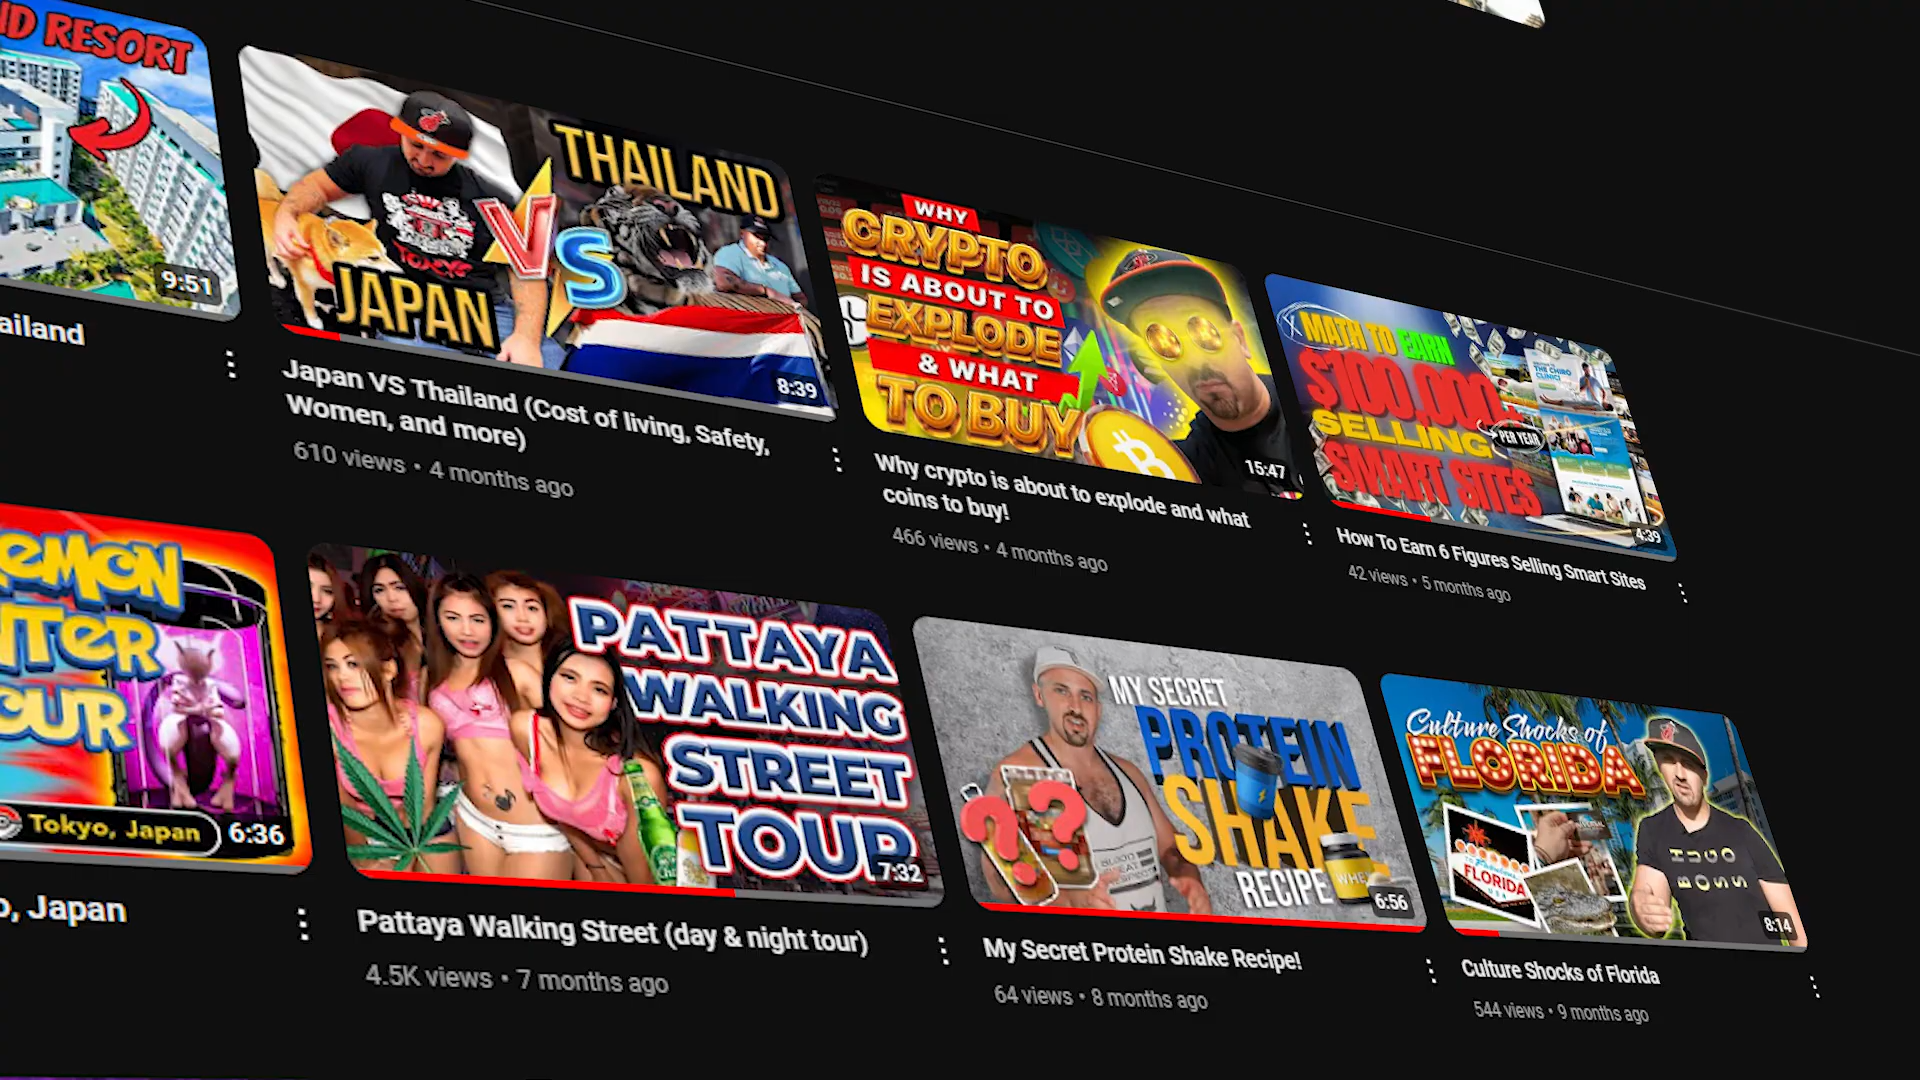 ND RESORT
9:51
ailand
THAILAND
VS
JAPAN
8:39
Japan VS Thailand (Cost of living, Safety,
Women, and more)
610 views • 4 months ago
WHY
CRYPTO
IS ABOUT TO
EXPLODE
& WHAT
TO BUY
15:47
Why crypto is about to explode and what
coins to buy!
466 views • 4 months ago
MATH TO EARN
$100,000+
PER YEAR
SELLING
SMART SITES
4:39
How To Earn 6 Figures Selling Smart Sites
42 views • 5 months ago
EMON
NTER
OUR
Tokyo, Japan
6:36
o, Japan
PATTAYA
WALKING
STREET
TOUR
7:32
Pattaya Walking Street (day & night tour)
4.5K views • 7 months ago
MY SECRET
PROTEIN
SHAKE
RECIPE
??
6:56
My Secret Protein Shake Recipe!
64 views • 8 months ago
Culture Shocks of
FLORIDA
FLORIDA
HUGO
BOSS
8:14
Culture Shocks of Florida
544 views • 9 months ago